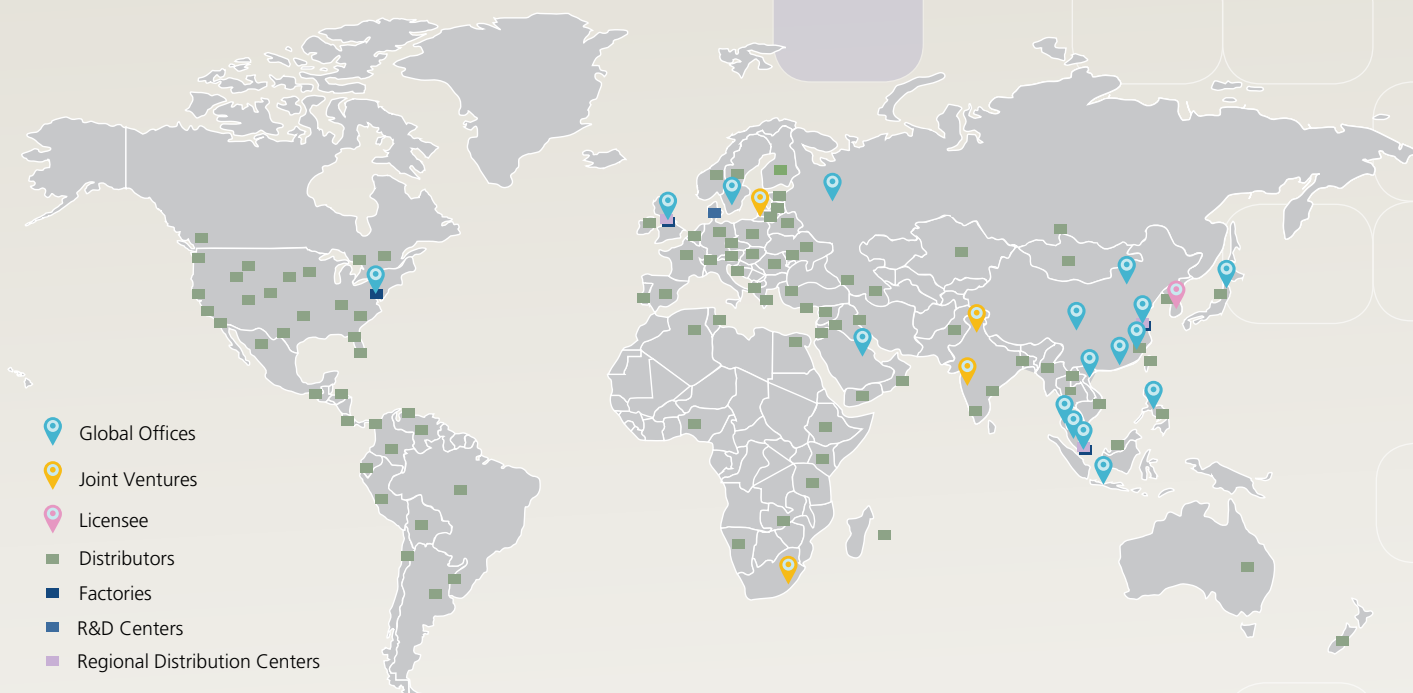 Global Offices
Joint Ventures
Licensee
Distributors
Factories
R&D Centers
Regional Distribution Centers